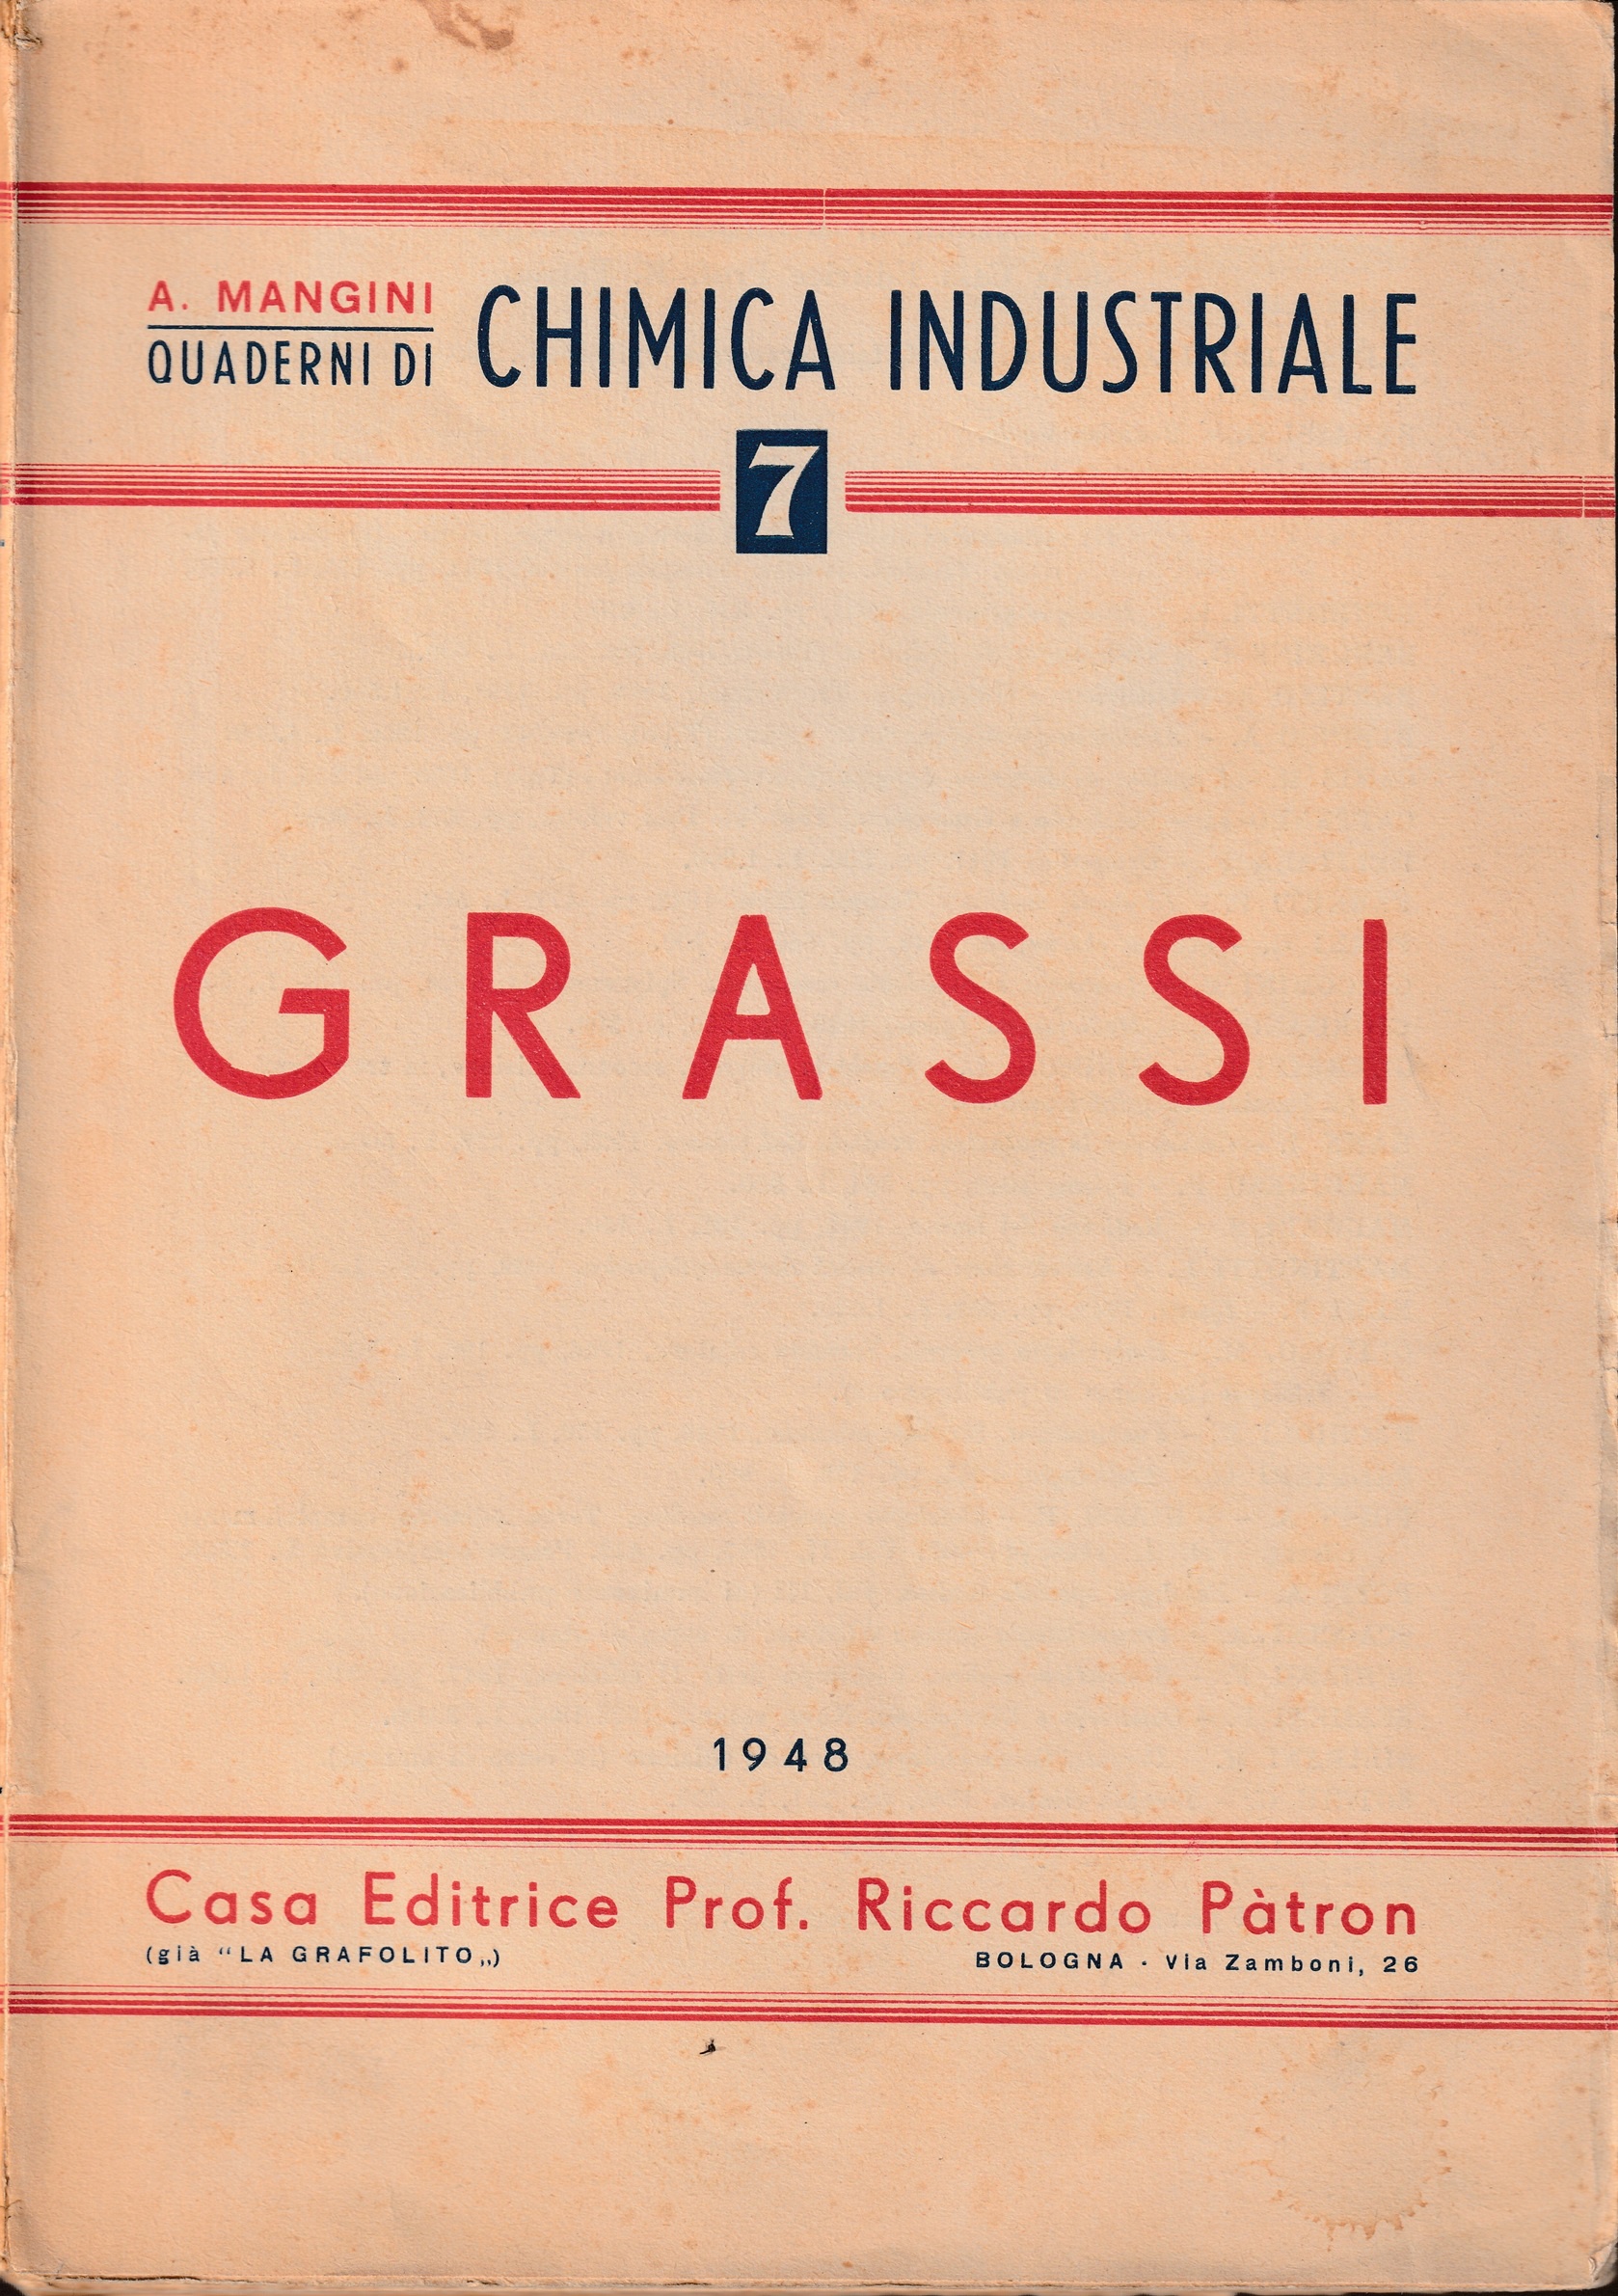 A. MANGINI
QUADERNI DI CHIMICA INDUSTRIALE
7
GRASSI
1948
Casa Editrice Prof. Riccardo Pàtron
(già “LA GRAFOLITO„) BOLOGNA · Via Zamboni, 26